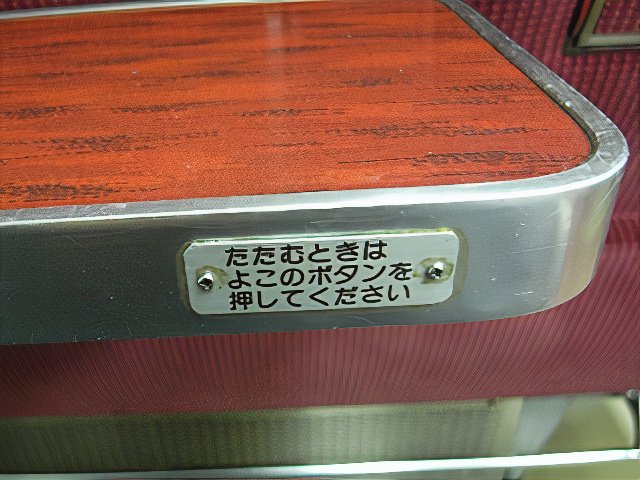 たたむときは
よこのボタンを
押してください